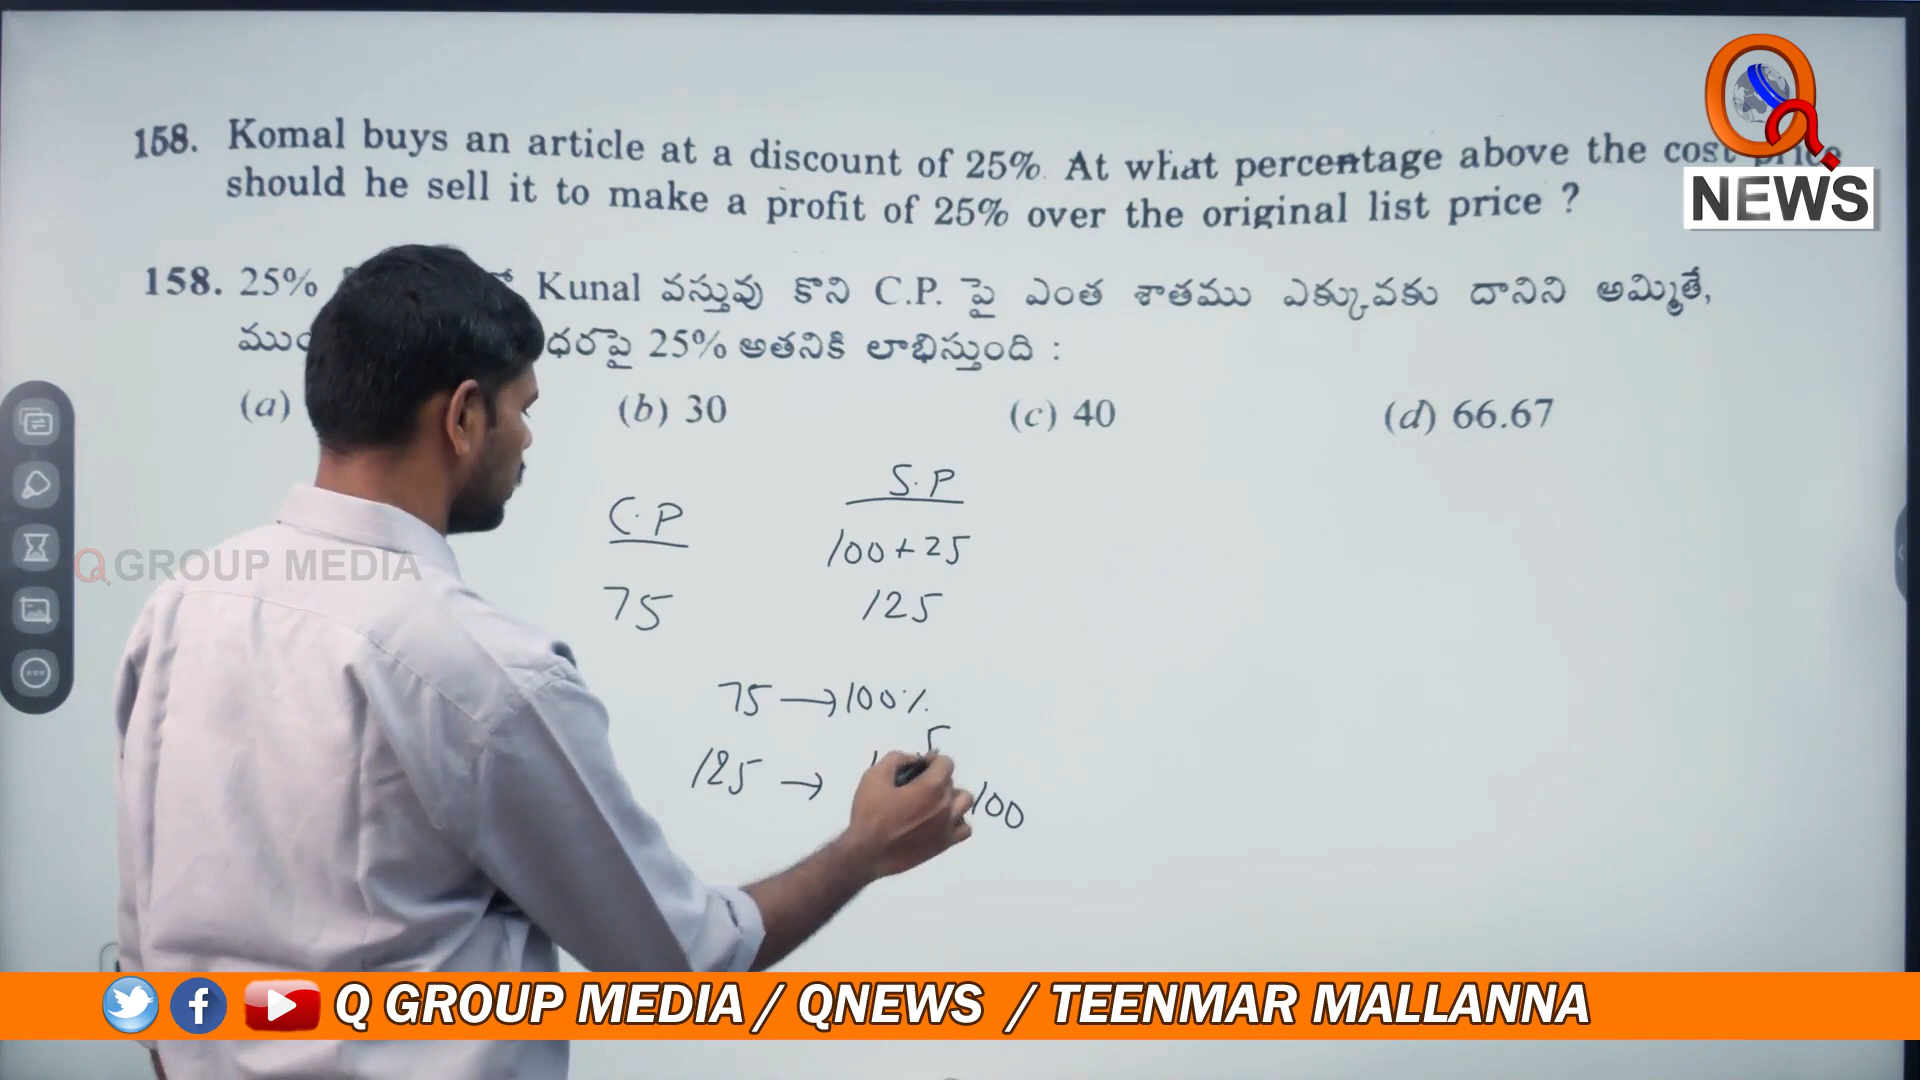 158. Komal buys an article at a discount of 25%. At what percentage above the cost price
should he sell it to make a profit of 25% over the original list price ?
158. 25% Kunal వస్తువు కొని C.P. పై ఎంత శాతము ఎక్కువకు దానిని అమ్మితే,
ధరపై 25% అతనికి లాభిస్తుంది :
(a) (b) 30 (c) 40 (d) 66.67
C.P S.P
100+25
75 125
75 → 100%
125 → 5
100
Q NEWS
Q GROUP MEDIA
Q GROUP MEDIA / QNEWS / TEENMAR MALLANNA